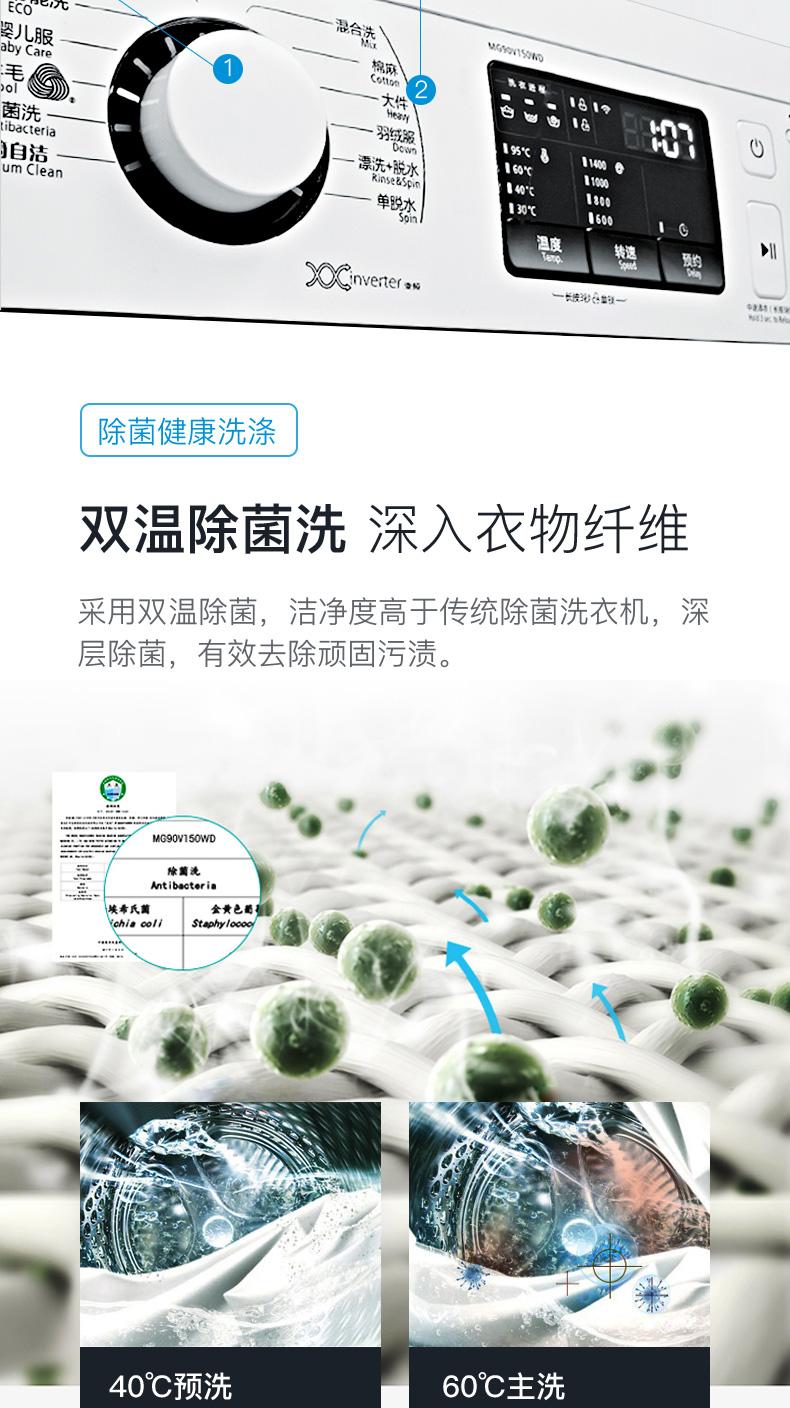 ECO
婴儿服
aby Care
毛
ool
菌洗
tibacteria
自洁
um Clean
混合洗
Mix
棉麻
Cotton
大件
Heavy
羽绒服
Down
漂洗+脱水
Rinse&Spin
单脱水
Spin
1
2
MG90V150WD
洗衣进程
1:07
95℃
60℃
40℃
30℃
1400
1000
800
600
温度
Temp.
转速
Speed
预约
Delay
inverter
除菌健康洗涤
双温除菌洗 深入衣物纤维
采用双温除菌，洁净度高于传统除菌洗衣机，深
层除菌，有效去除顽固污渍。
MG90V150WD
除菌洗
Antibacteria
埃希氏菌
ichia coli
金黄色葡
Staphylococ
40℃预洗
60℃主洗